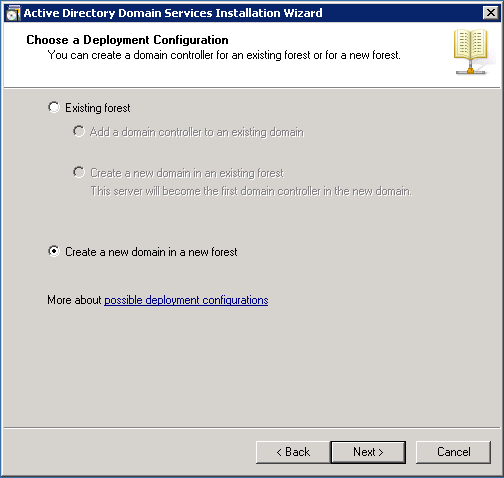 Active Directory Domain Services Installation Wizard
Choose a Deployment Configuration
You can create a domain controller for an existing forest or for a new forest.
Existing forest
Add a domain controller to an existing domain
Create a new domain in an existing forest
This server will become the first domain controller in the new domain.
Create a new domain in a new forest
More about possible deployment configurations
< Back Next > Cancel